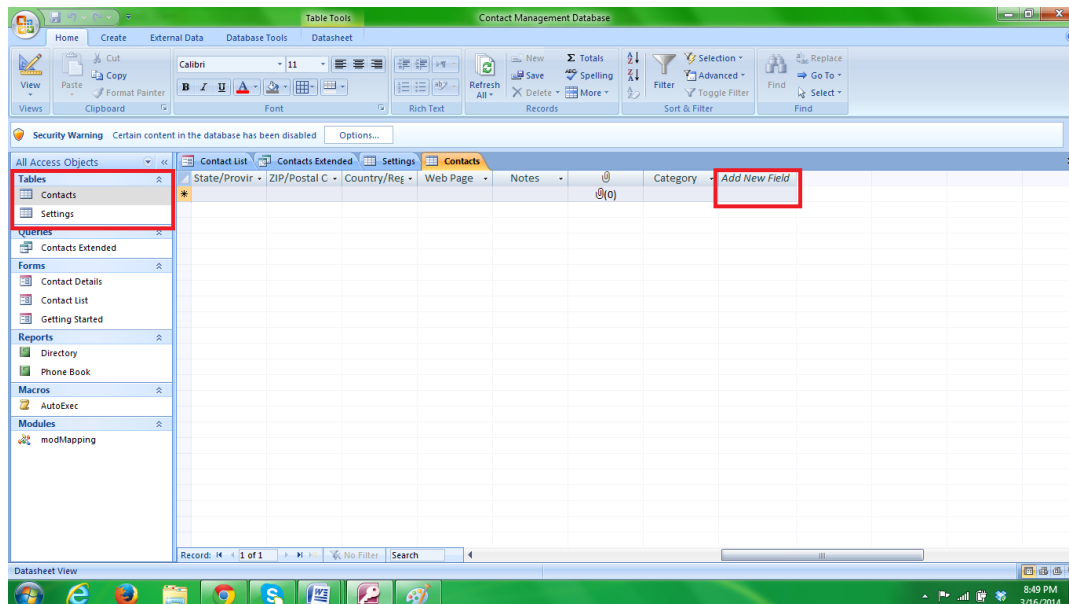 Table Tools Contact Management Database
Home Create External Data Database Tools Datasheet
View Paste Cut Copy Format Painter
Calibri 11
B I U A
Refresh All New Save Delete Totals Spelling More
Filter Selection Advanced Toggle Filter
Find Replace Go To Select
Views Clipboard Font Rich Text Records Sort & Filter Find
Security Warning Certain content in the database has been disabled Options...
All Access Objects
Contact List Contacts Extended Settings Contacts
State/Provir ZIP/Postal C Country/Reg Web Page Notes Category Add New Field
(0)
Tables
Contacts
Settings
Queries
Contacts Extended
Forms
Contact Details
Contact List
Getting Started
Reports
Directory
Phone Book
Macros
AutoExec
Modules
modMapping
Record: 1 of 1 No Filter Search
Datasheet View
8:49 PM
3/16/2014